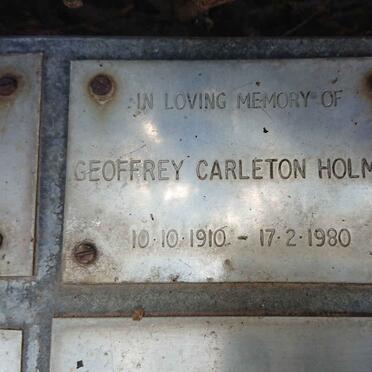 IN LOVING MEMORY OF
GEOFFREY CARLETON HOLM
10·10·1910 - 17·2·1980